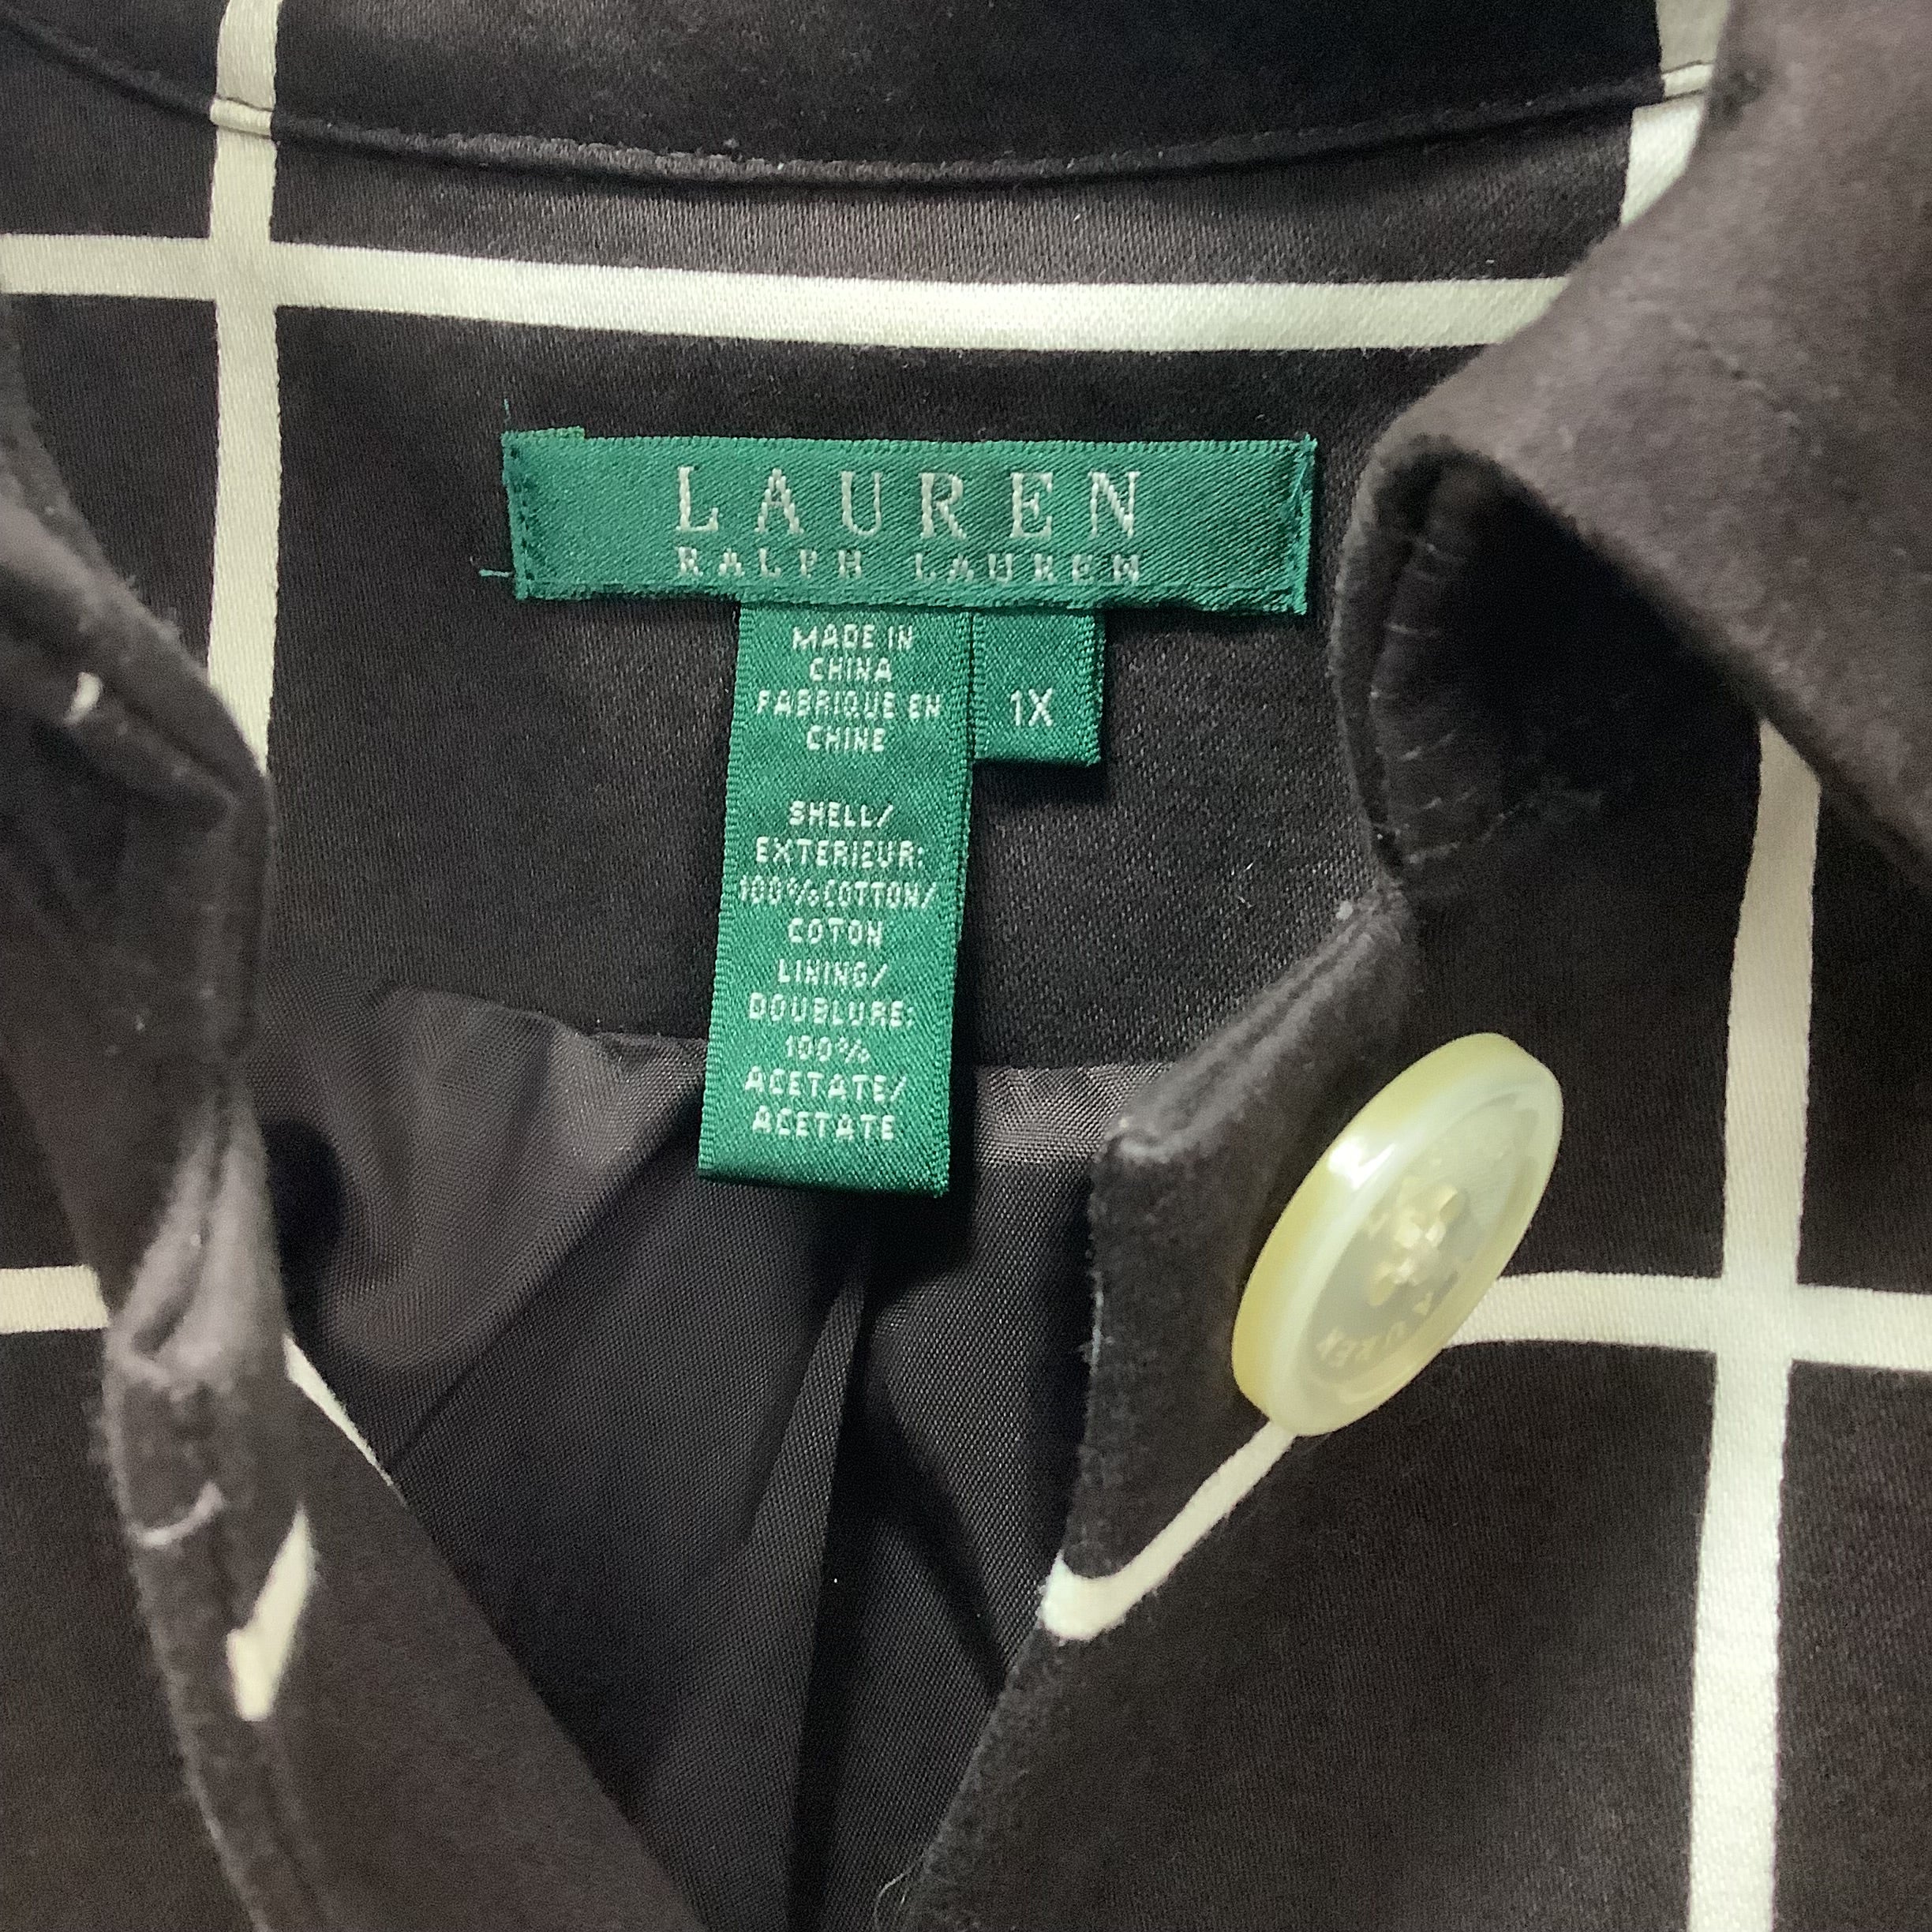 LAUREN
RALPH LAUREN
MADE IN
CHINA
FABRIQUE EN
CHINE
1X
SHELL/
EXTERIEUR:
100%COTTON/
COTON
LINING/
DOUBLURE:
100%
ACETATE/
ACETATE